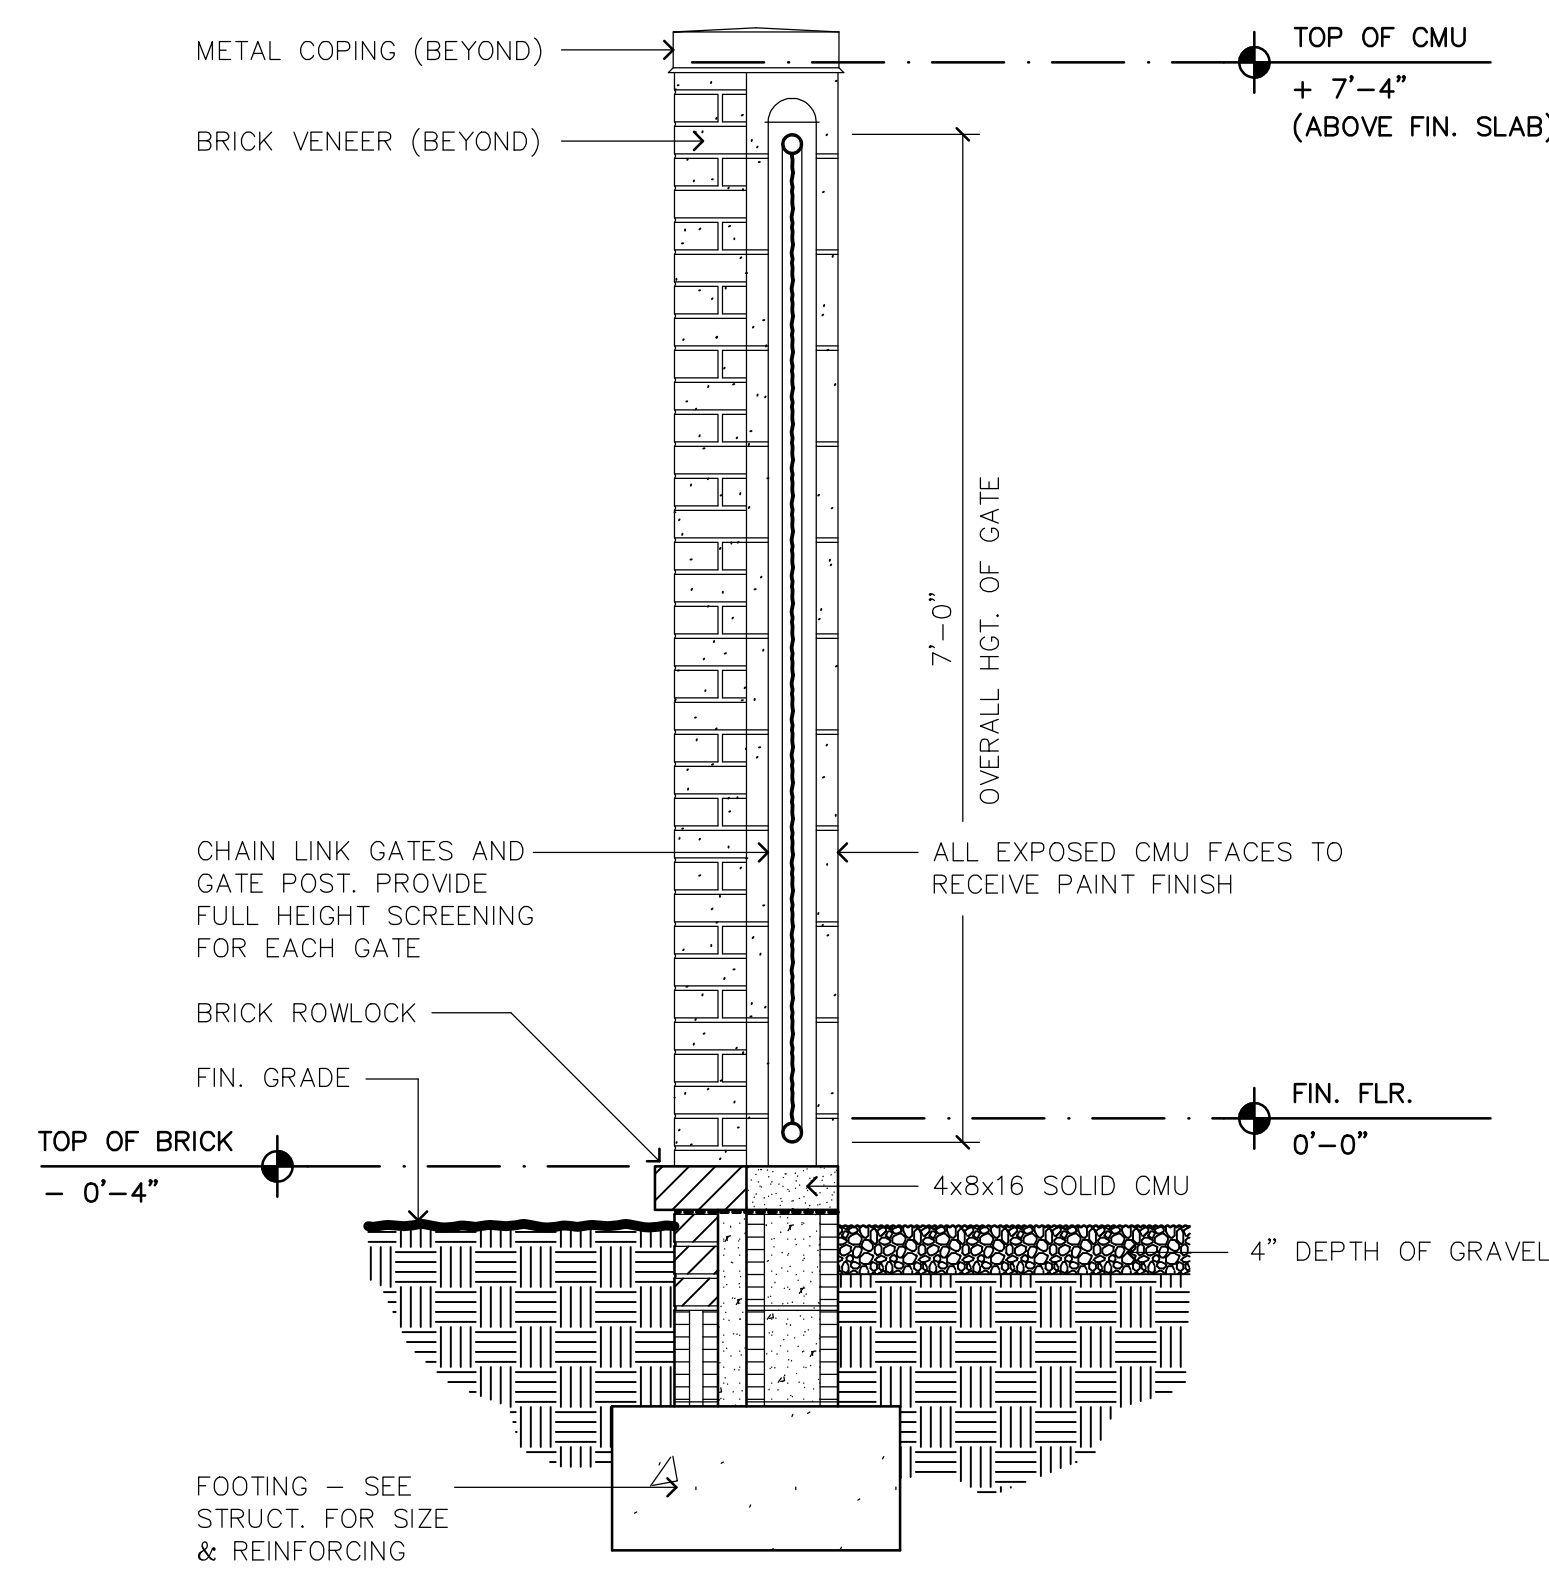 METAL COPING (BEYOND)
TOP OF CMU
+ 7'-4"
(ABOVE FIN. SLAB)
BRICK VENEER (BEYOND)
7'-0"
OVERALL HGT. OF GATE
CHAIN LINK GATES AND
GATE POST. PROVIDE
FULL HEIGHT SCREENING
FOR EACH GATE
ALL EXPOSED CMU FACES TO
RECEIVE PAINT FINISH
BRICK ROWLOCK
FIN. GRADE
FIN. FLR.
0'-0"
TOP OF BRICK
- 0'-4"
4x8x16 SOLID CMU
4" DEPTH OF GRAVEL
FOOTING - SEE
STRUCT. FOR SIZE
& REINFORCING